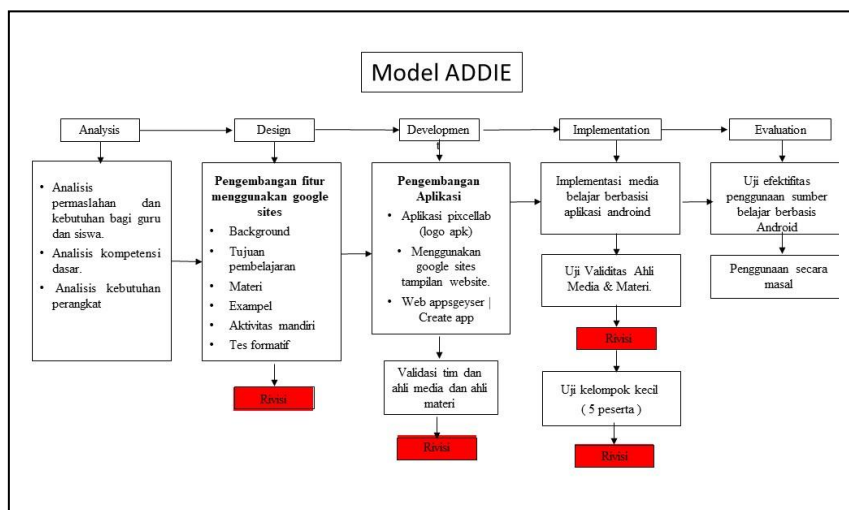 Model ADDIE
Analysis
Design
Developmen
t
Implementation
Evaluation
• Analisis
permaslahan dan
kebutuhan bagi guru
dan siswa.
• Analisis kompetensi
dasar.
• Analisis kebutuhan
perangkat
Pengembangan fitur
menggunakan google
sites
• Background
• Tujuan
pembelajaran
• Materi
• Exampel
• Aktivitas mandiri
• Tes formatif
Rivisi
Pengembangan
Aplikasi
• Aplikasi pixcellab
(logo apk)
• Menggunakan
google sites
tampilan website.
• Web appsgeyser |
Create app
Validasi tim dan
ahli media dan ahli
materi
Rivisi
Implementasi media
belajar berbasisi
aplikasi androind
Uji Validitas Ahli
Media & Materi.
Rivisi
Uji kelompok kecil
( 5 peserta )
Rivisi
Uji efektifitas
penggunaan sumber
belajar berbasis
Android
Penggunaan secara
masal